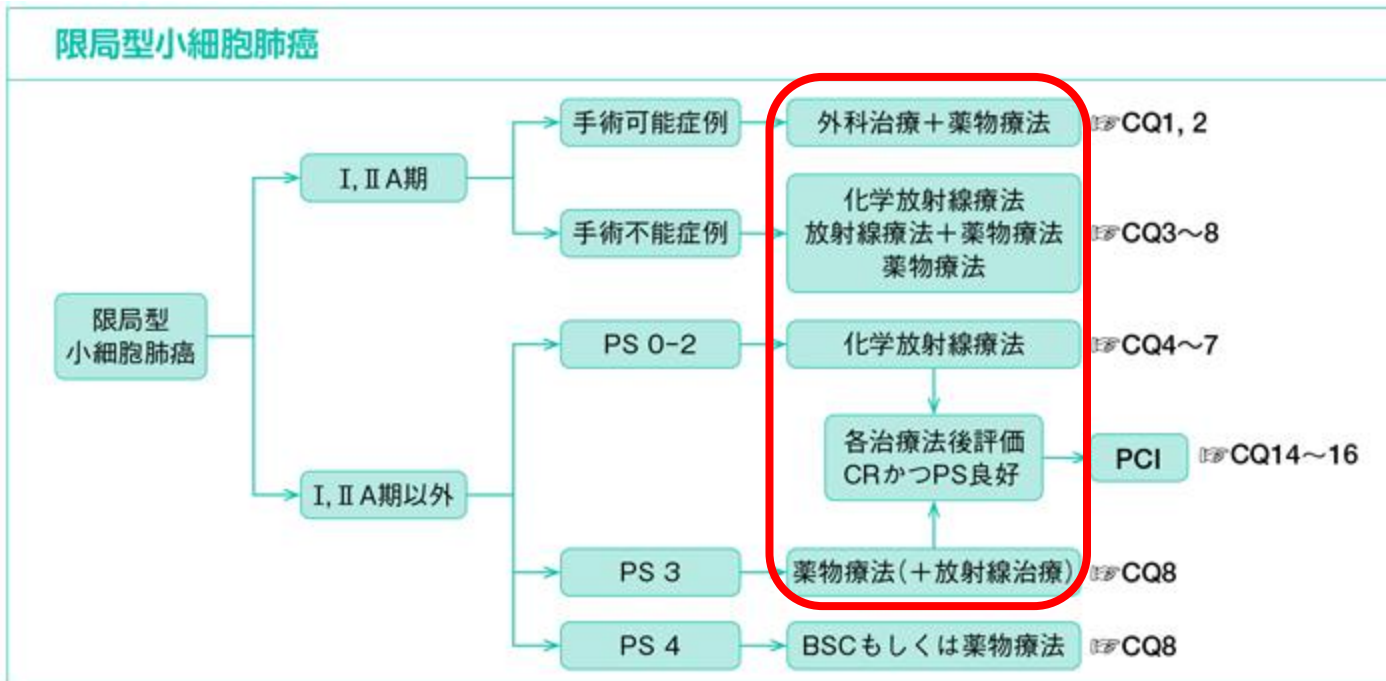 限局型小細胞肺癌
手術可能症例
外科治療＋薬物療法
☞CQ1, 2
Ⅰ,ⅡA期
手術不能症例
化学放射線療法
放射線療法＋薬物療法
薬物療法
☞CQ3〜8
限局型
小細胞肺癌
PS 0-2
化学放射線療法
☞CQ4〜7
各治療法後評価
CRかつPS良好
PCI
☞CQ14〜16
Ⅰ,ⅡA期以外
PS 3
薬物療法(＋放射線治療)
☞CQ8
PS 4
BSCもしくは薬物療法
☞CQ8